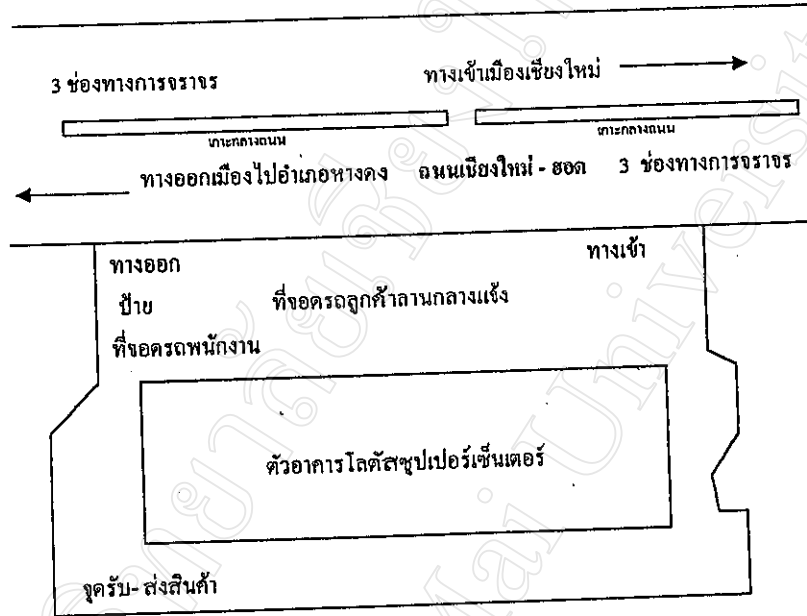 3 ช่องทางการจราจร
ทางเข้าเมืองเชียงใหม่
เกาะกลางถนน
เกาะกลางถนน
ทางออกเมืองไปอำเภอหางดง ถนนเชียงใหม่ - ฮอด 3 ช่องทางการจราจร
ทางออก
ทางเข้า
ป้าย
ที่จอดรถลูกค้าลานกลางแจ้ง
ที่จอดรถพนักงาน
ตัวอาคารโลตัสซุปเปอร์เซ็นเตอร์
จุดรับ- ส่งสินค้า